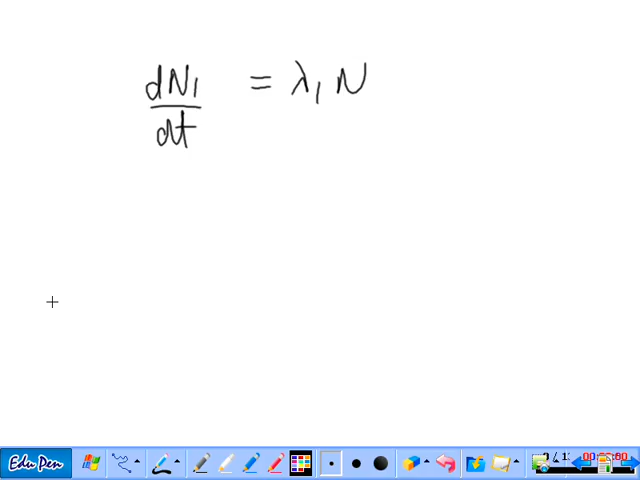 dN1/dt = λ1 N
Edu Pen